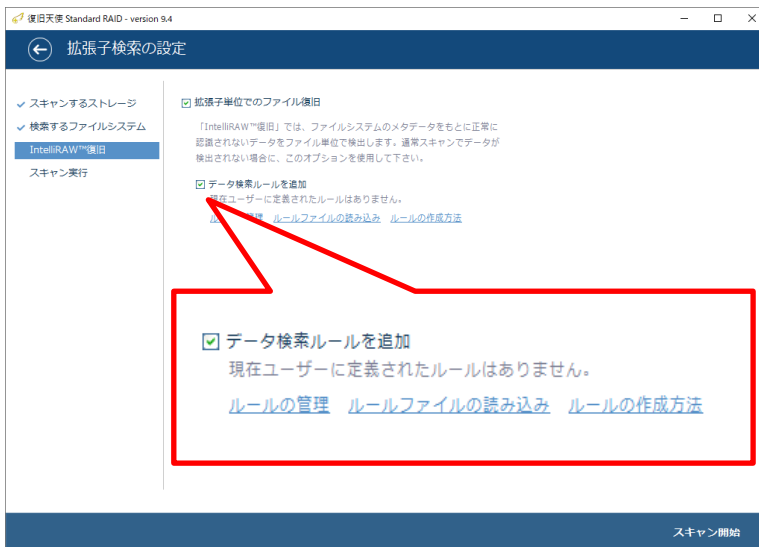 復旧天使 Standard RAID - version 9.4
拡張子検索の設定
スキャンするストレージ
検索するファイルシステム
IntelliRAW™復旧
スキャン実行
拡張子単位でのファイル復旧
「IntelliRAW™復旧」では、ファイルシステムのメタデータをもとに正常に
認識されないデータをファイル単位で検出します。通常スキャンでデータが
検出されない場合に、このオプションを使用して下さい。
データ検索ルールを追加
現在ユーザーに定義されたルールはありません。
ルールの管理 ルールファイルの読み込み ルールの作成方法
データ検索ルールを追加
現在ユーザーに定義されたルールはありません。
ルールの管理 ルールファイルの読み込み ルールの作成方法
スキャン開始